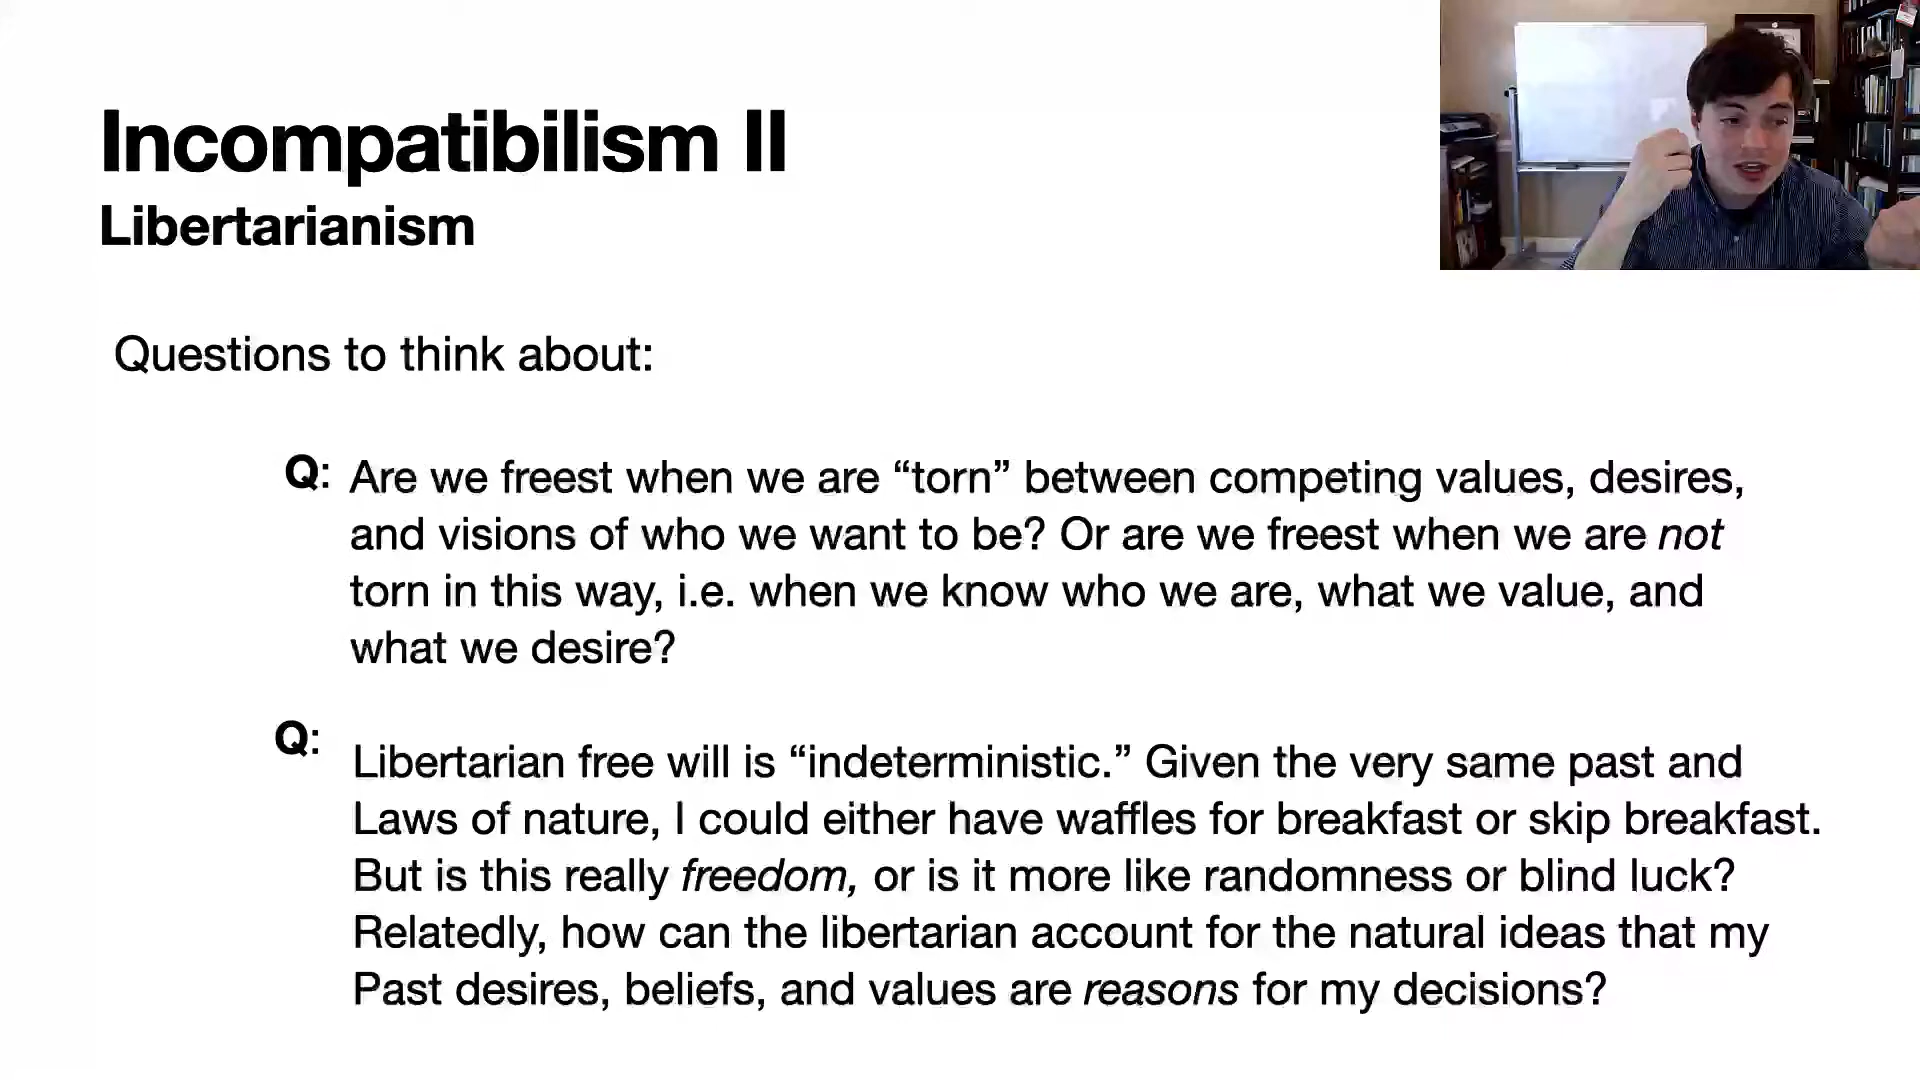 Incompatibilism II
Libertarianism
Questions to think about:
Q: Are we freest when we are “torn” between competing values, desires,
and visions of who we want to be? Or are we freest when we are not
torn in this way, i.e. when we know who we are, what we value, and
what we desire?
Q: Libertarian free will is “indeterministic.” Given the very same past and
Laws of nature, I could either have waffles for breakfast or skip breakfast.
But is this really freedom, or is it more like randomness or blind luck?
Relatedly, how can the libertarian account for the natural ideas that my
Past desires, beliefs, and values are reasons for my decisions?